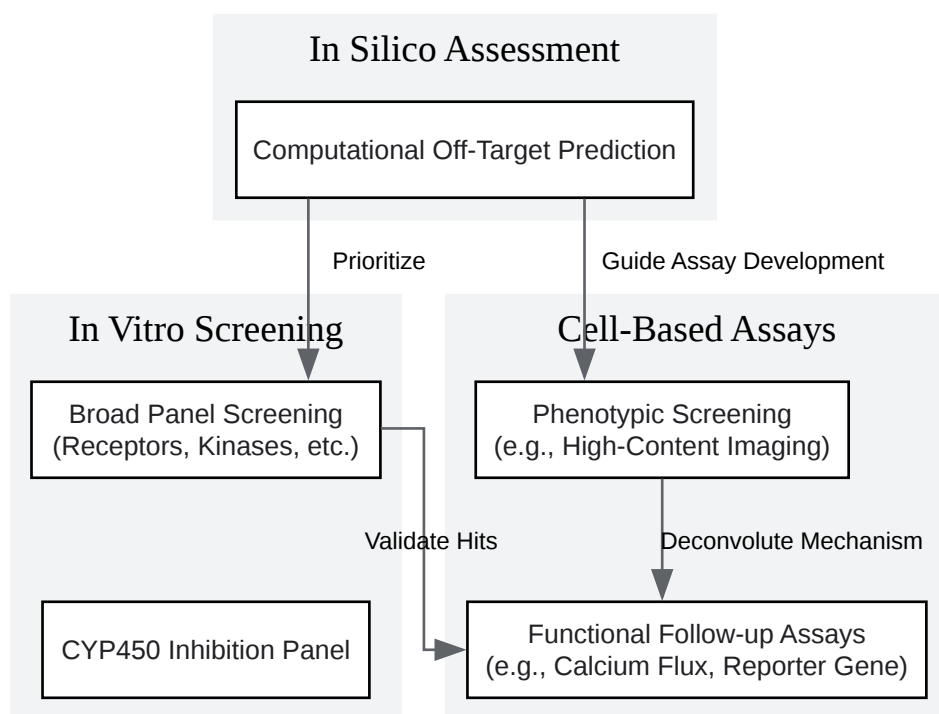 In Silico Assessment
Computational Off-Target Prediction
Prioritize
Guide Assay Development
In Vitro Screening
Cell-Based Assays
Broad Panel Screening
(Receptors, Kinases, etc.)
Phenotypic Screening
(e.g., High-Content Imaging)
Validate Hits
Deconvolute Mechanism
CYP450 Inhibition Panel
Functional Follow-up Assays
(e.g., Calcium Flux, Reporter Gene)